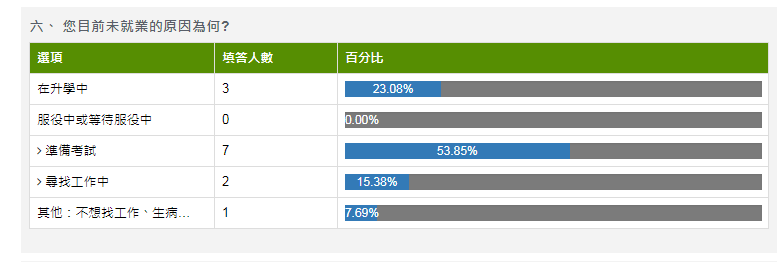 六、 您目前未就業的原因為何?
選項 填答人數 百分比
在升學中 3 23.08%
服役中或等待服役中 0 0.00%
> 準備考試 7 53.85%
> 尋找工作中 2 15.38%
其他：不想找工作、生病... 1 7.69%